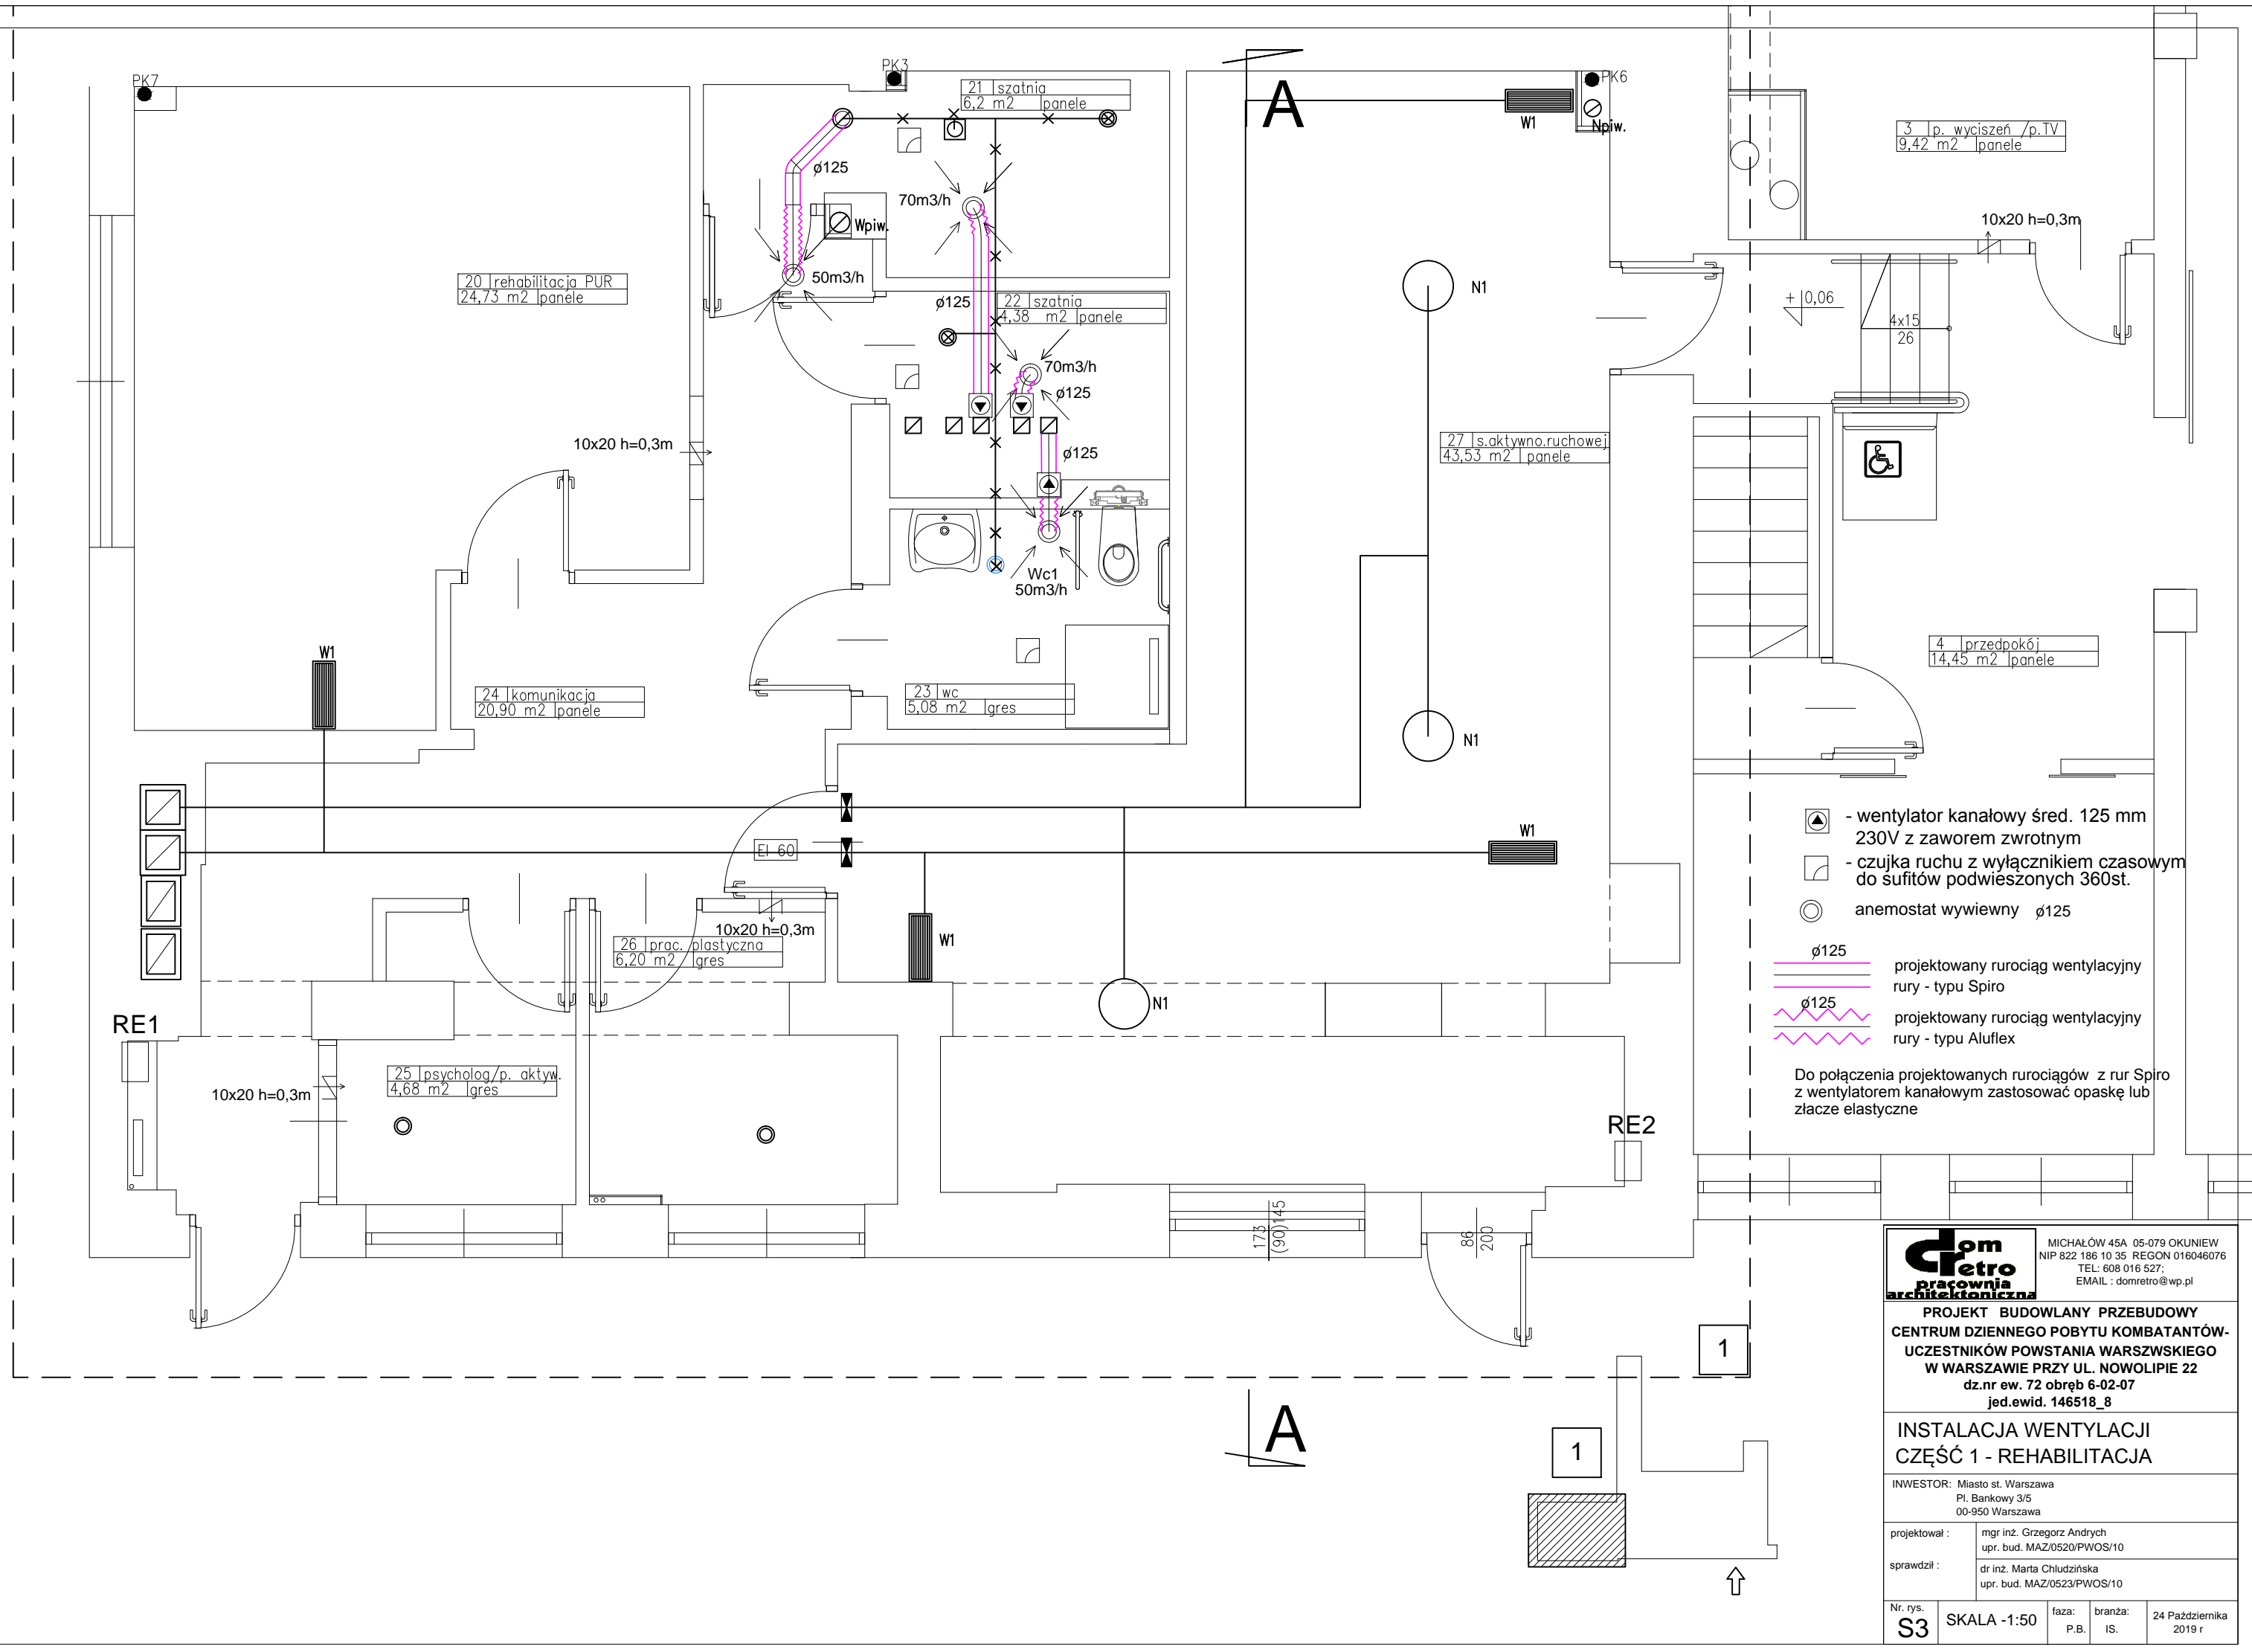 PK7
PK3
21 szatnia
6,2 m2 panele
A
W1
PK6
Npiw.
3 p. wyciszeń /p.TV
9,42 m2 panele
10x20 h=0,3m
ø125
70m3/h
Wpiw.
50m3/h
20 rehabilitacja PUR
24,73 m2 panele
ø125
22 szatnia
4,38 m2 panele
N1
+0,06
4x15
26
70m3/h
ø125
10x20 h=0,3m
ø125
27 s.aktywno.ruchowej
43,53 m2 panele
Wc1
50m3/h
W1
24 komunikacja
20,90 m2 panele
23 wc
5,08 m2 gres
N1
4 przedpokój
14,45 m2 panele
EI 60
W1
- wentylator kanałowy śred. 125 mm
230V z zaworem zwrotnym
- czujka ruchu z wyłącznikiem czasowym
do sufitów podwieszonych 360st.
anemostat wywiewny ø125
10x20 h=0,3m
26 prac. plastyczna
6,20 m2 gres
W1
N1
ø125
projektowany rurociąg wentylacyjny
rury - typu Spiro
ø125
projektowany rurociąg wentylacyjny
rury - typu Aluflex
RE1
25 psycholog/p. aktyw.
4,68 m2 gres
10x20 h=0,3m
Do połączenia projektowanych rurociągów z rur Spiro
z wentylatorem kanałowym zastosować opaskę lub
złacze elastyczne
RE2
173
(90)145
86
200
1
A
1
dom
retro
pracownia
architektoniczna
MICHAŁÓW 45A 05-079 OKUNIEW
NIP 822 186 10 35 REGON 016046076
TEL: 608 016 527;
EMAIL : domretro@wp.pl
PROJEKT BUDOWLANY PRZEBUDOWY
CENTRUM DZIENNEGO POBYTU KOMBATANTÓW-
UCZESTNIKÓW POWSTANIA WARSZWSKIEGO
W WARSZAWIE PRZY UL. NOWOLIPIE 22
dz.nr ew. 72 obręb 6-02-07
jed.ewid. 146518_8
INSTALACJA WENTYLACJI
CZĘŚĆ 1 - REHABILITACJA
INWESTOR: Miasto st. Warszawa
Pl. Bankowy 3/5
00-950 Warszawa
projektował : mgr inż. Grzegorz Andrych
upr. bud. MAZ/0520/PWOS/10
sprawdził : dr inż. Marta Chludzińska
upr. bud. MAZ/0523/PWOS/10
Nr. rys.
S3
SKALA -1:50
faza:
P.B.
branża:
IS.
24 Października
2019 r